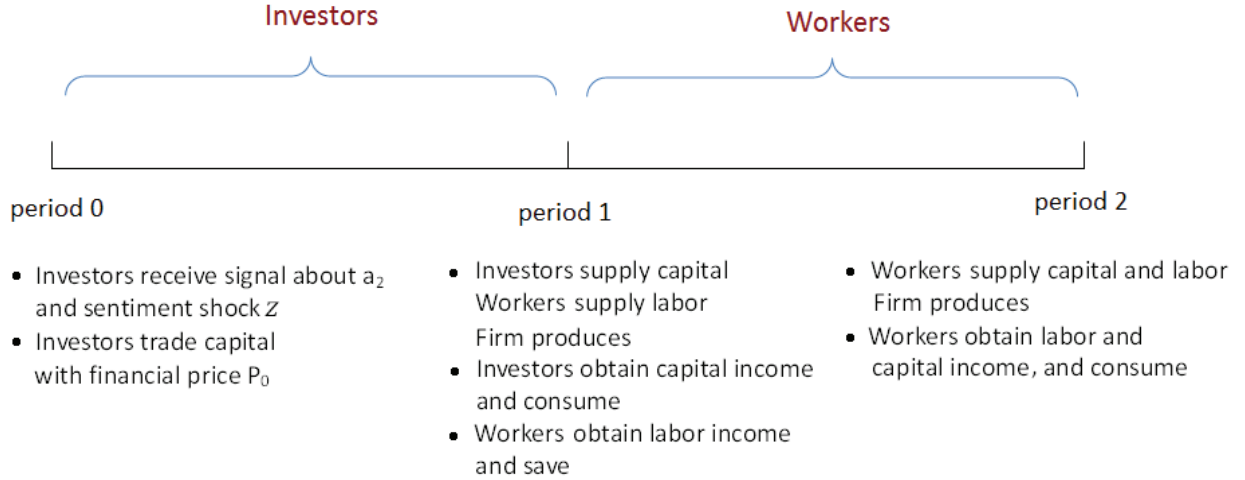 Investors
Workers
period 0
period 1
period 2
• Investors receive signal about a₂
and sentiment shock Z
• Investors trade capital
with financial price P₀
• Investors supply capital
Workers supply labor
Firm produces
• Investors obtain capital income
and consume
• Workers obtain labor income
and save
• Workers supply capital and labor
Firm produces
• Workers obtain labor and
capital income, and consume